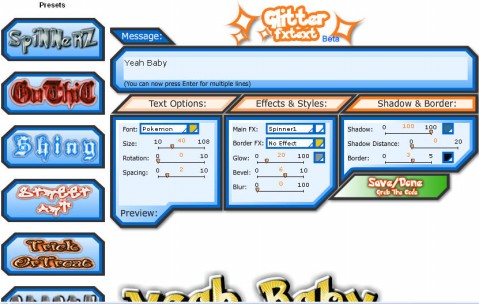 Presets
SpiNNeRZ
GoThiC
Shiny
Street
Art
Trick
Or Treat
Glitter
fxtext
Beta
Message:
Yeah Baby
(You can now press Enter for multiple lines)
Text Options:
Font: Pokemon
Size: 10 40 108
Rotation: 0 0 10
Spacing: 0 2 10
Preview:
Effects & Styles:
Main FX: Spinner1
Border FX: No Effect
Glow: 0 20 100
Bevel: 0 6 10
Blur: 0 100
Shadow & Border:
Shadow: 0 100 100
Shadow Distance: 0 20
Border: 0 3 5
Save/Done
Grab The Code
Yeah Baby